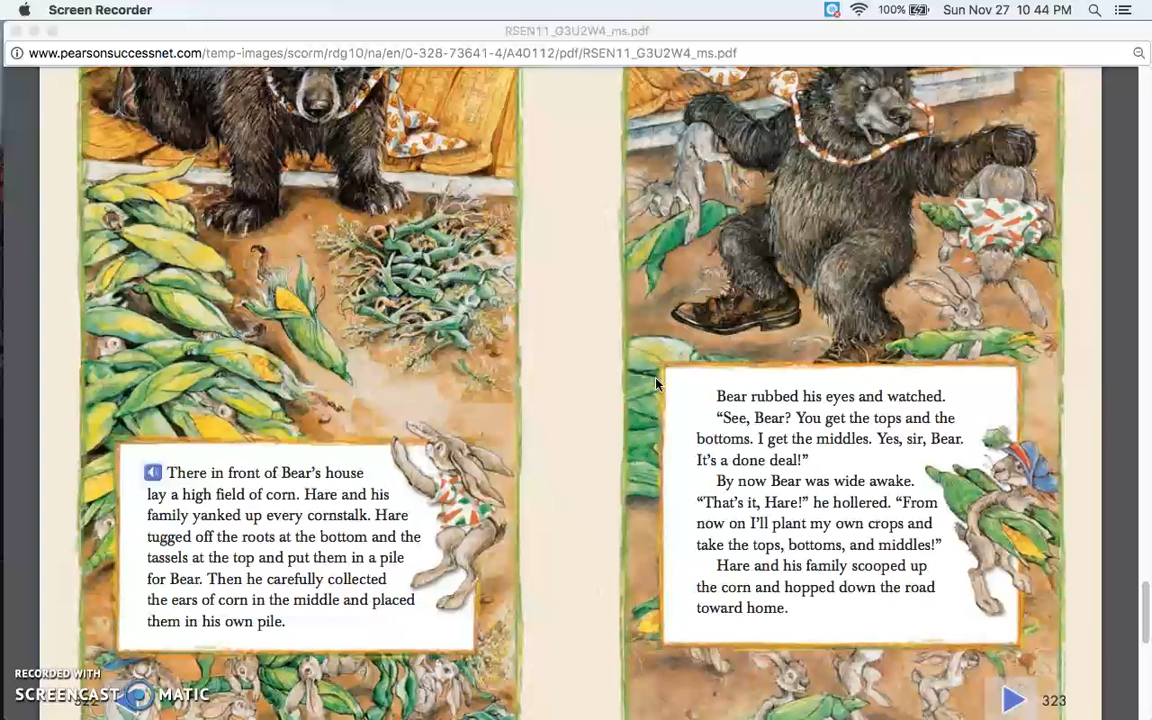 Screen Recorder
100%
Sun Nov 27 10:44 PM
RSEN11_G3U2W4_ms.pdf
www.pearsonsuccessnet.com/temp-images/scorm/rdg10/na/en/0-328-73641-4/A40112/pdf/RSEN11_G3U2W4_ms.pdf
There in front of Bear's house
lay a high field of corn. Hare and his
family yanked up every cornstalk. Hare
tugged off the roots at the bottom and the
tassels at the top and put them in a pile
for Bear. Then he carefully collected
the ears of corn in the middle and placed
them in his own pile.
322
Bear rubbed his eyes and watched.
“See, Bear? You get the tops and the
bottoms. I get the middles. Yes, sir, Bear.
It's a done deal!”
By now Bear was wide awake.
“That's it, Hare!” he hollered. “From
now on I'll plant my own crops and
take the tops, bottoms, and middles!”
Hare and his family scooped up
the corn and hopped down the road
toward home.
323
RECORDED WITH
SCREENCAST MATIC